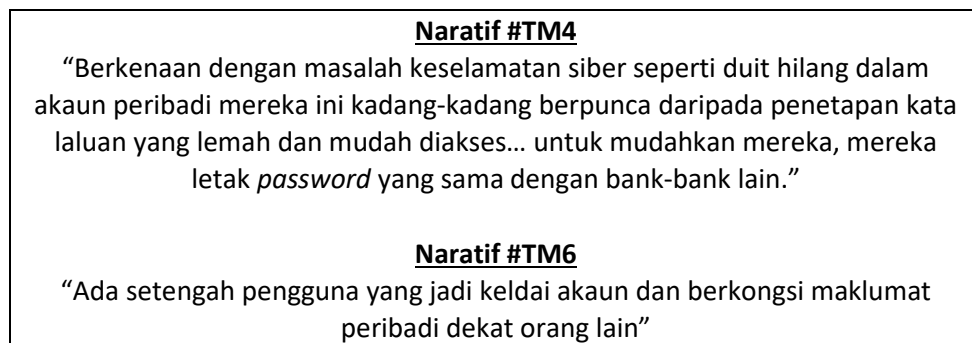 Naratif #TM4
“Berkenaan dengan masalah keselamatan siber seperti duit hilang dalam
akaun peribadi mereka ini kadang-kadang berpunca daripada penetapan kata
laluan yang lemah dan mudah diakses… untuk mudahkan mereka, mereka
letak password yang sama dengan bank-bank lain.”
Naratif #TM6
“Ada setengah pengguna yang jadi keldai akaun dan berkongsi maklumat
peribadi dekat orang lain”